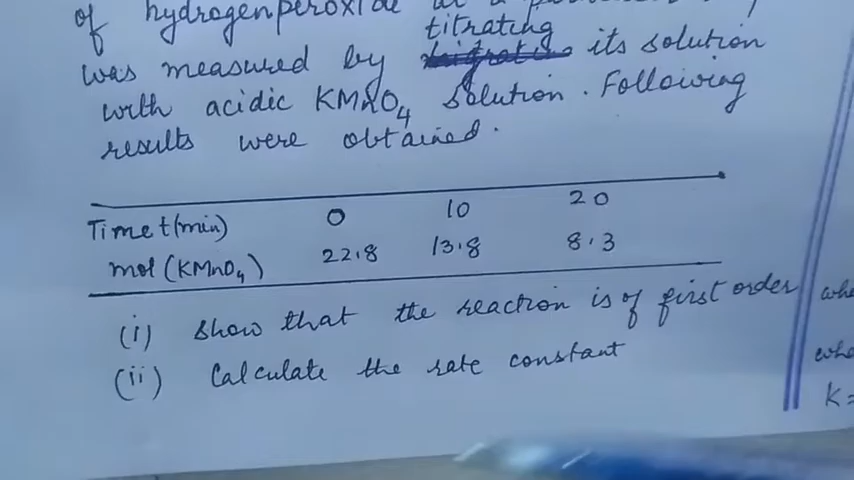 of hydrogenperoxide at a
titrating
was measured by its solution
with acidic KMnO4 solution. Following
results were obtained.
Time t(min) 0 10 20
mol (KMnO4) 22.8 13.8 8.3
(i) show that the reaction is of first order
(ii) Calculate the rate constant
K=